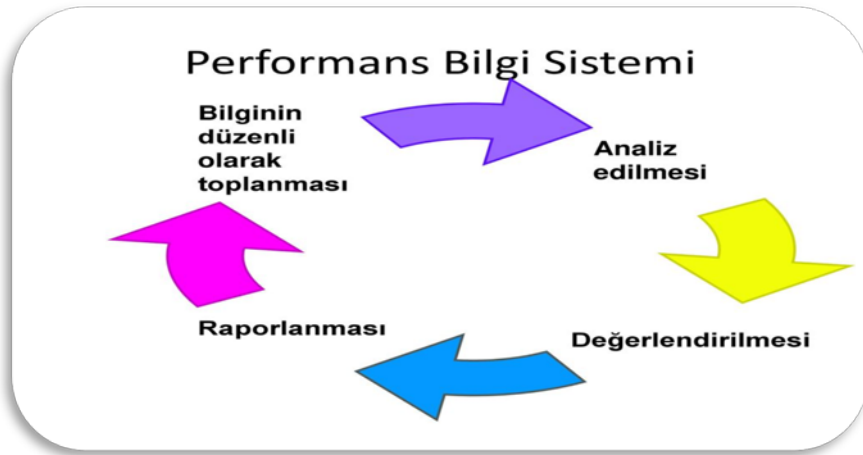 Performans Bilgi Sistemi
Bilginin
düzenli
olarak
toplanması
Analiz
edilmesi
Değerlendirilmesi
Raporlanması